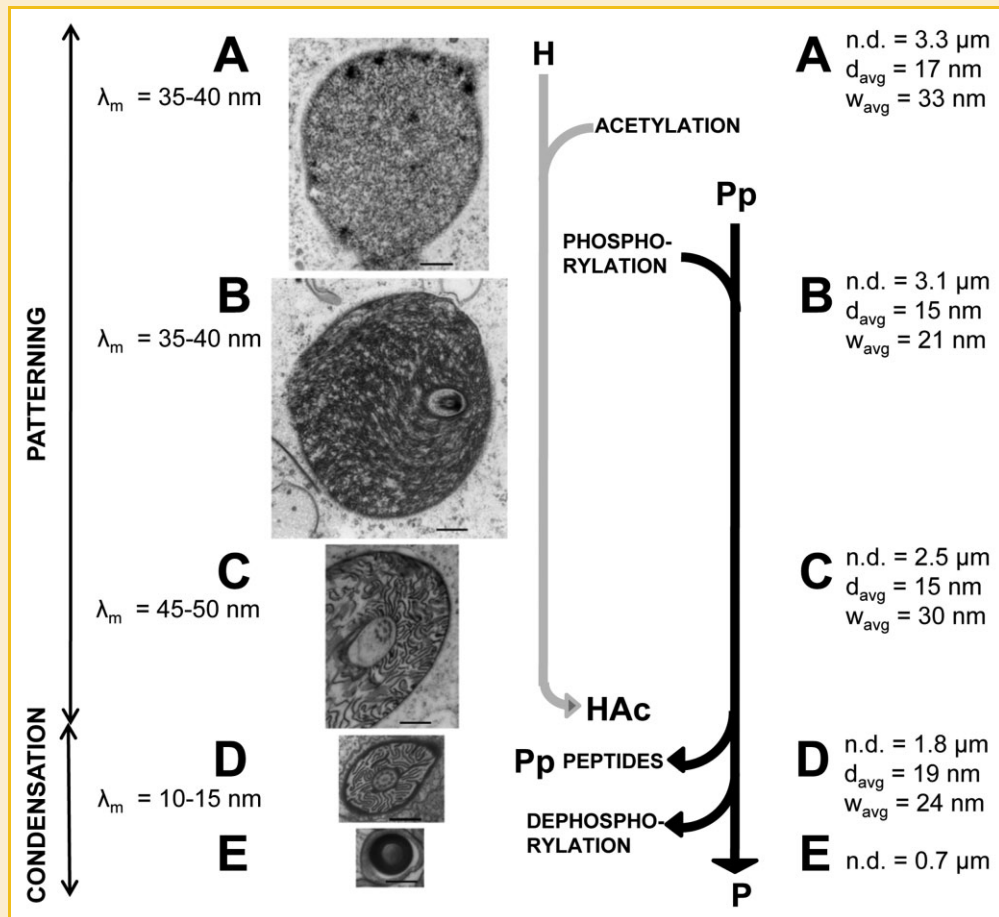 PATTERNING
CONDENSATION
A
λm = 35-40 nm
B
λm = 35-40 nm
C
λm = 45-50 nm
D
λm = 10-15 nm
E
H
ACETYLATION
Pp
PHOSPHO-
RYLATION
HAc
Pp PEPTIDES
DEPHOSPHO-
RYLATION
P
A
n.d. = 3.3 μm
davg = 17 nm
wavg = 33 nm
B
n.d. = 3.1 μm
davg = 15 nm
wavg = 21 nm
C
n.d. = 2.5 μm
davg = 15 nm
wavg = 30 nm
D
n.d. = 1.8 μm
davg = 19 nm
wavg = 24 nm
E
n.d. = 0.7 μm